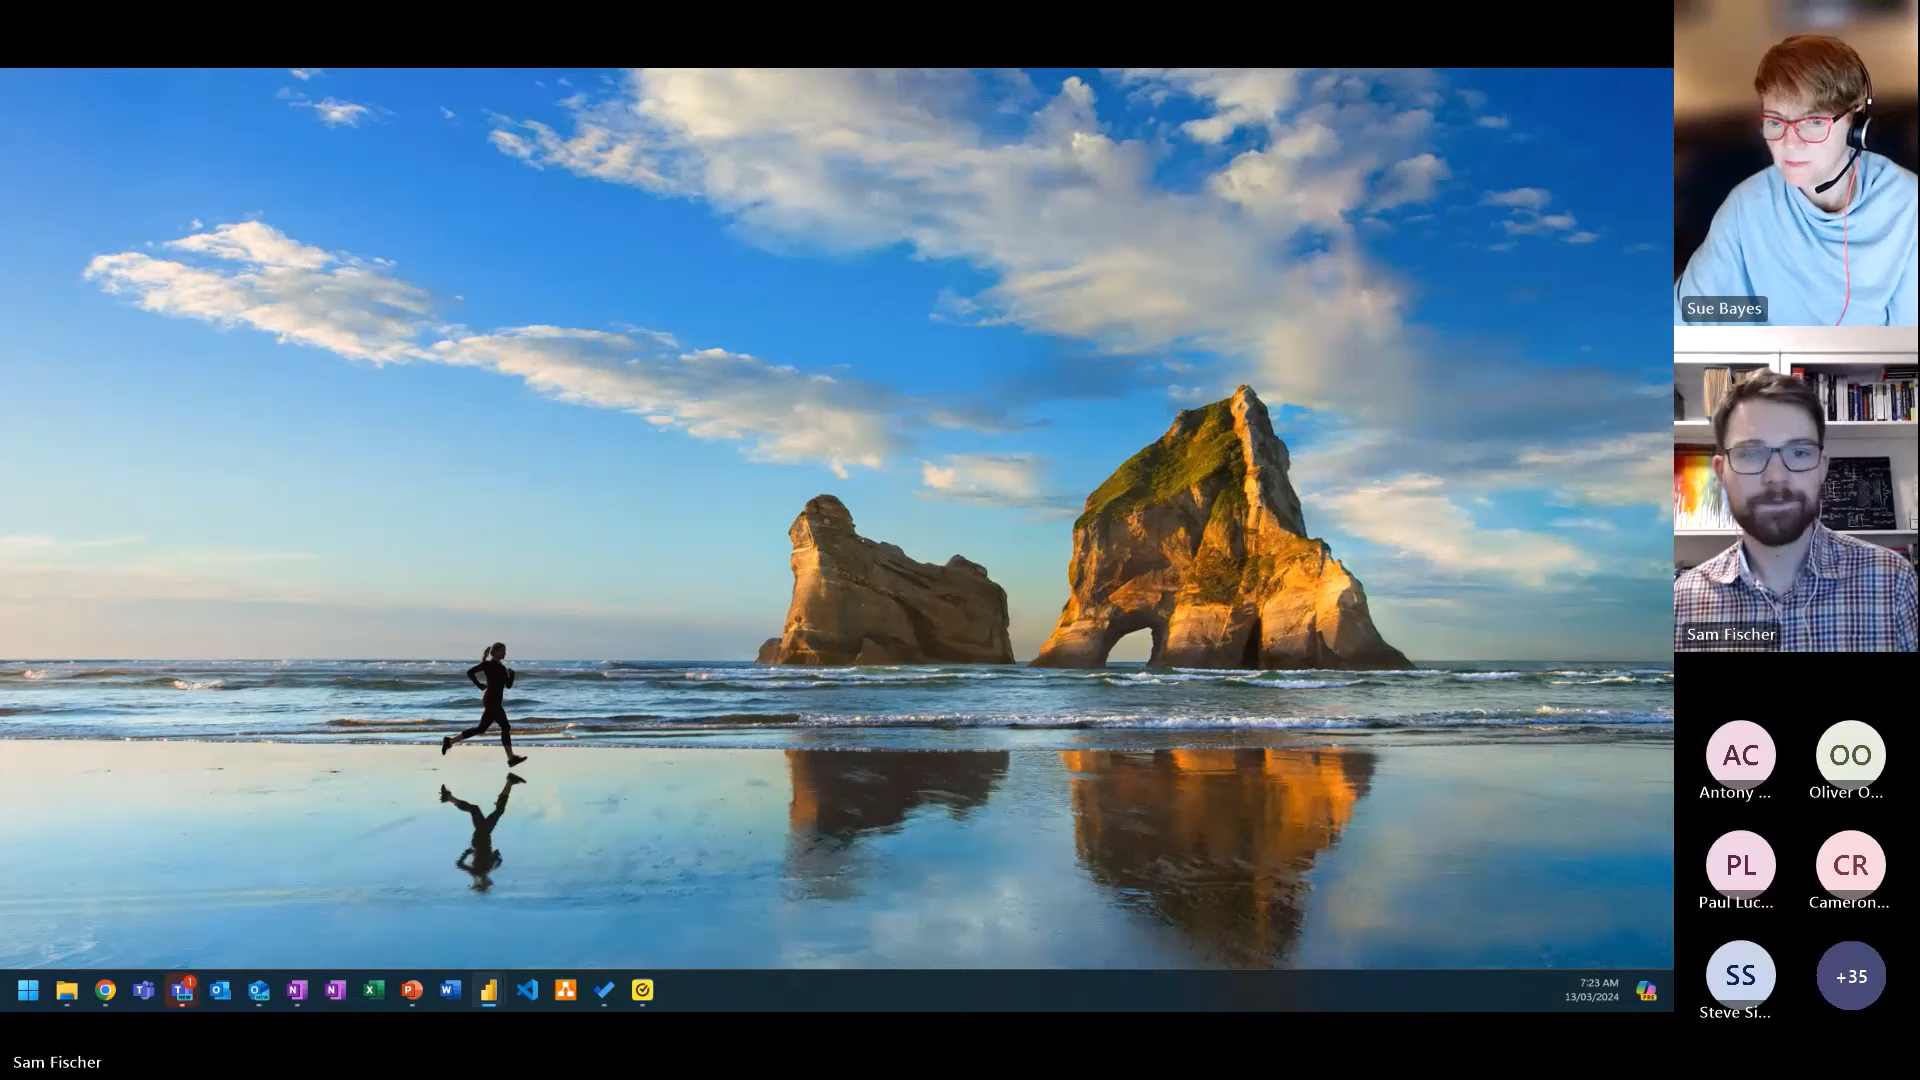 Sue Bayes
Sam Fischer
AC
OO
Antony ...
Oliver O...
PL
CR
Paul Luc...
Cameron...
SS
+35
Steve Si...
7:23 AM
13/03/2024
Sam Fischer